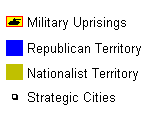 Military Uprisings
Republican Territory
Nationalist Territory
Strategic Cities